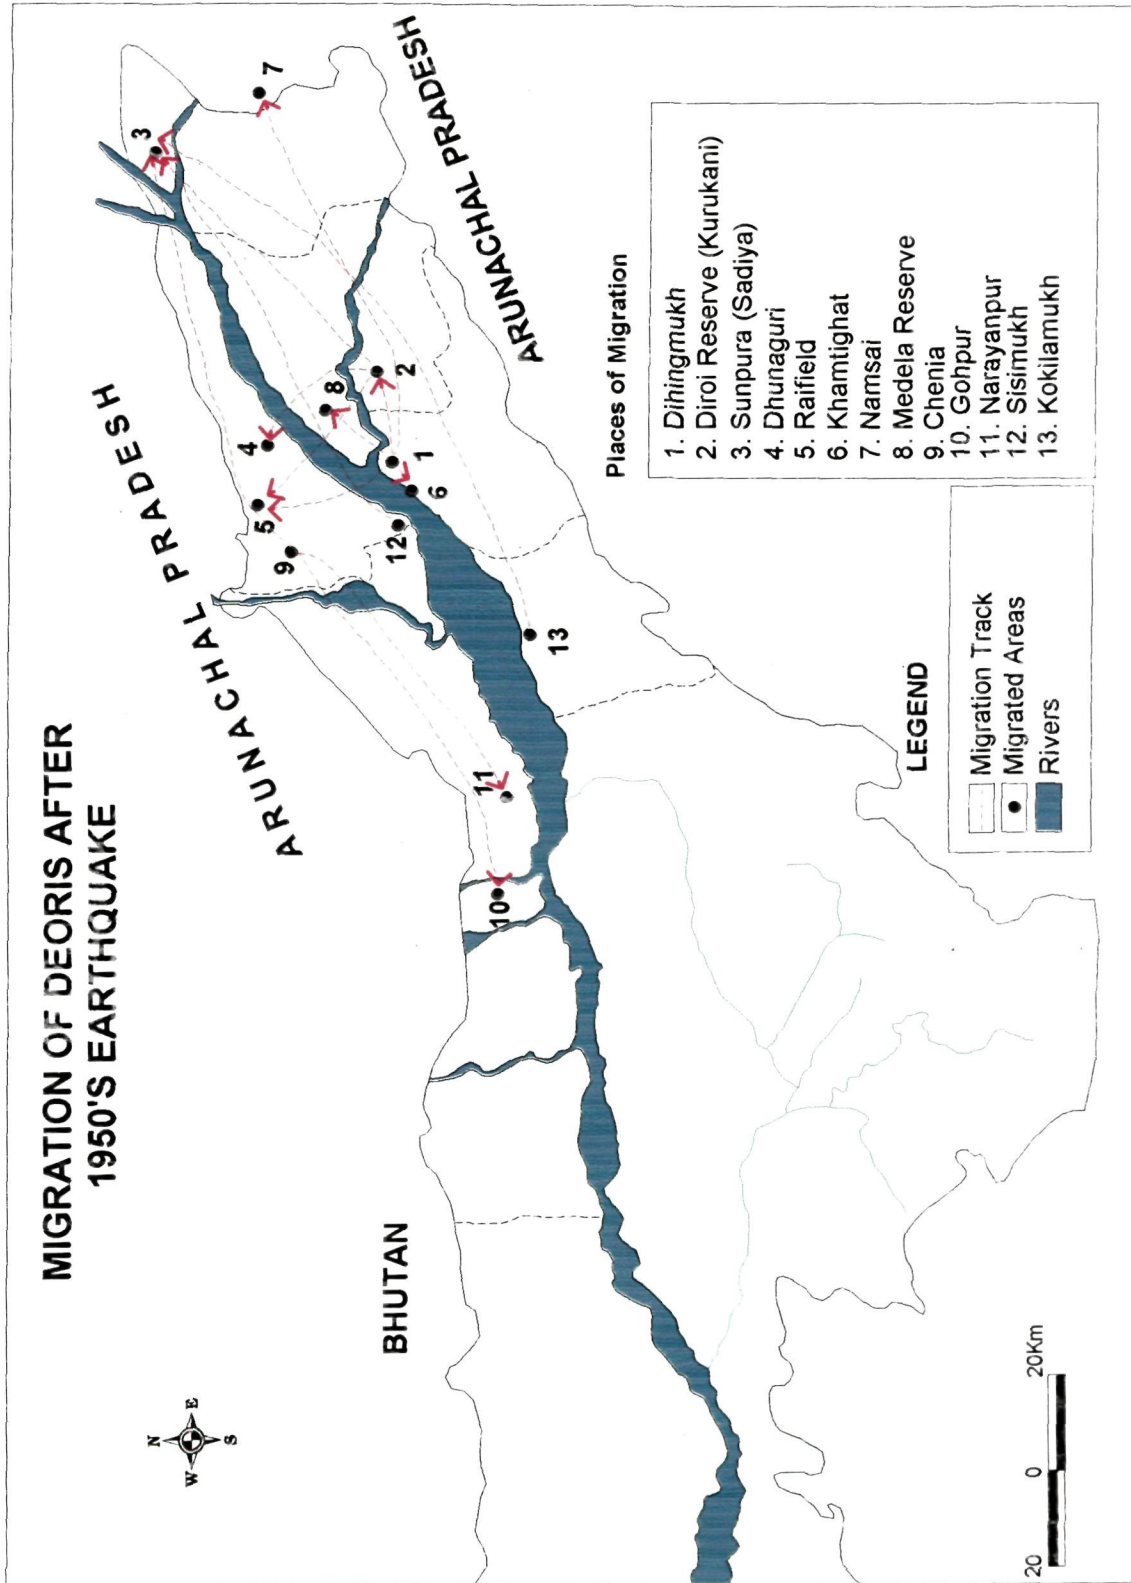 MIGRATION OF DEORIS AFTER
1950'S EARTHQUAKE
ARUNACHAL PRADESH
ARUNACHAL PRADESH
BHUTAN
N
W
E
S
3
7
4
5
8
2
9
1
6
12
13
11
10
Places of Migration
1. Dihingmukh
2. Diroi Reserve (Kurukani)
3. Sunpura (Sadiya)
4. Dhunaguri
5. Raifield
6. Khamtighat
7. Namsai
8. Medela Reserve
9. Chenia
10. Gohpur
11. Narayanpur
12. Sisimukh
13. Kokilamukh
LEGEND
Migration Track
Migrated Areas
Rivers
20 0 20Km